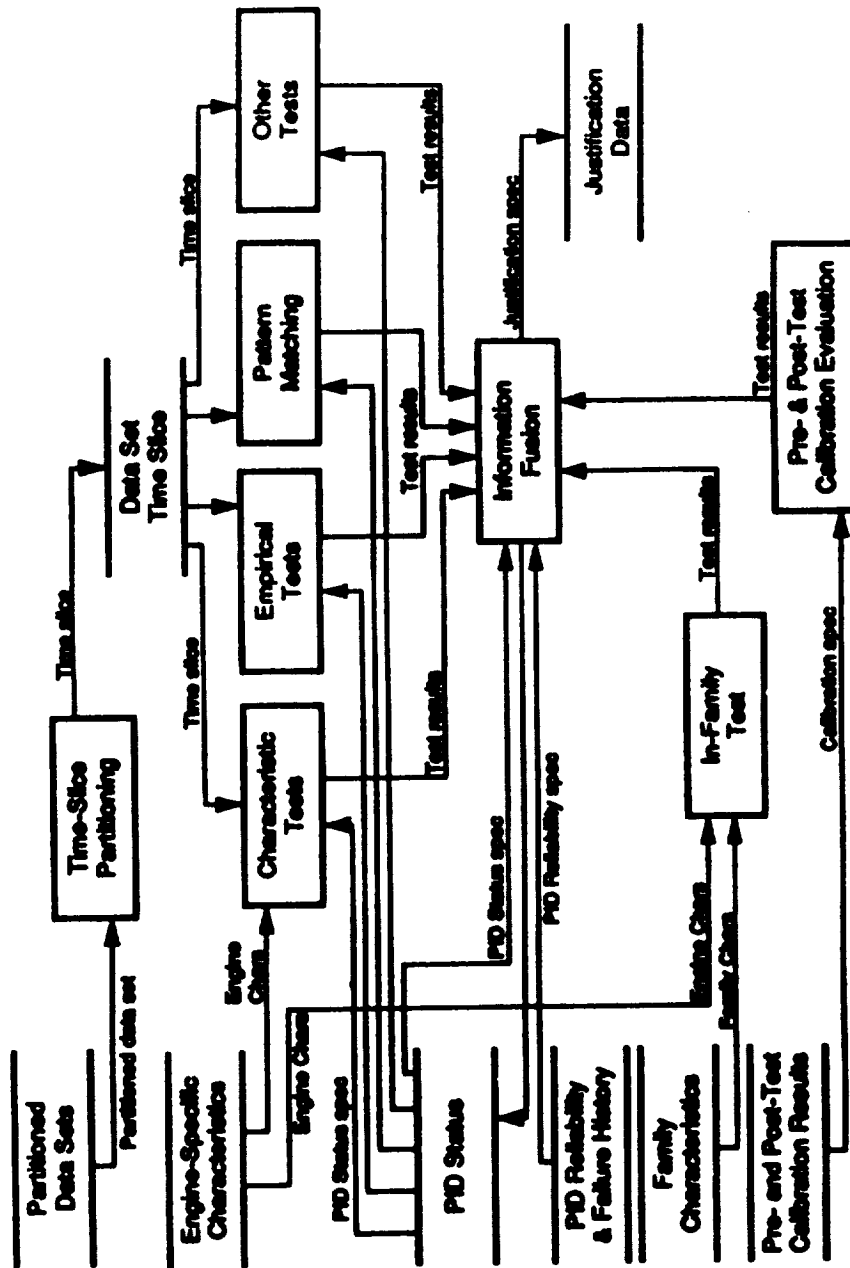 Partitioned
Data Sets
Partitioned data set
Time-Slice
Partitioning
Time slice
Data Set
Time Slice
Time slice
Time slice
Engine-Specific
Characteristics
Engine
Chars
Engine Chars
Characteristic
Tests
Empirical
Tests
Pattern
Matching
Other
Tests
PID Status spec
Test results
Test results
Test results
PID Status
PID Status spec
PID Reliability spec
Information
Fusion
Justification spec
Justification
Data
PID Reliability
& Failure History
Family
Characteristics
Engine Chars
Family Chars
In-Family
Test
Test results
Test results
Pre- and Post-Test
Calibration Results
Calibration spec
Pre- & Post-Test
Calibration Evaluation